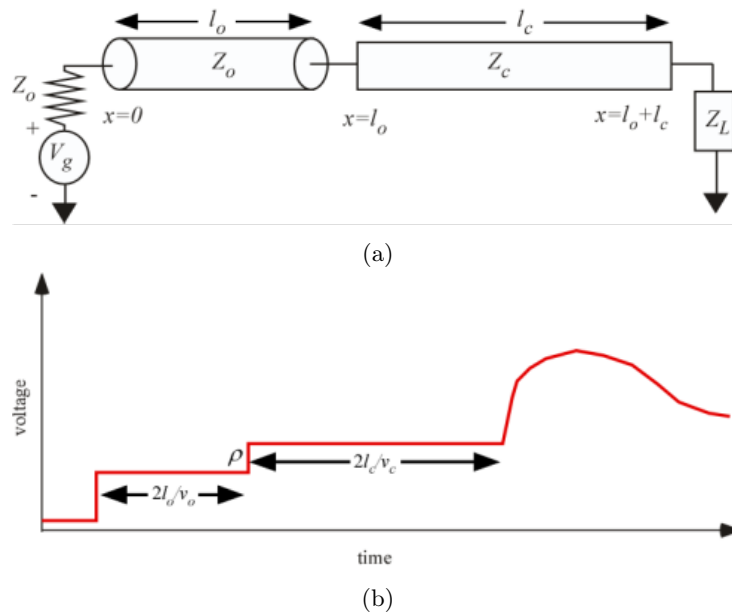 l_o
l_c
Z_o
Z_c
Z_o
x=0
x=l_o
x=l_o+l_c
Z_L
+
V_g
-
(a)
voltage
ρ
2l_o/v_o
2l_c/v_c
time
(b)